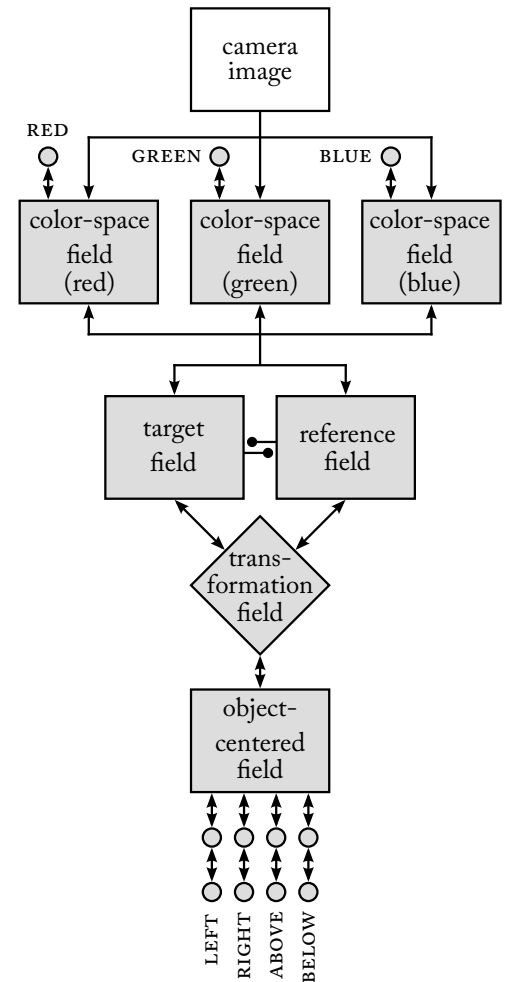 camera
image
RED
GREEN
BLUE
color-space
field
(red)
color-space
field
(green)
color-space
field
(blue)
target
field
reference
field
trans-
formation
field
object-
centered
field
LEFT
RIGHT
ABOVE
BELOW